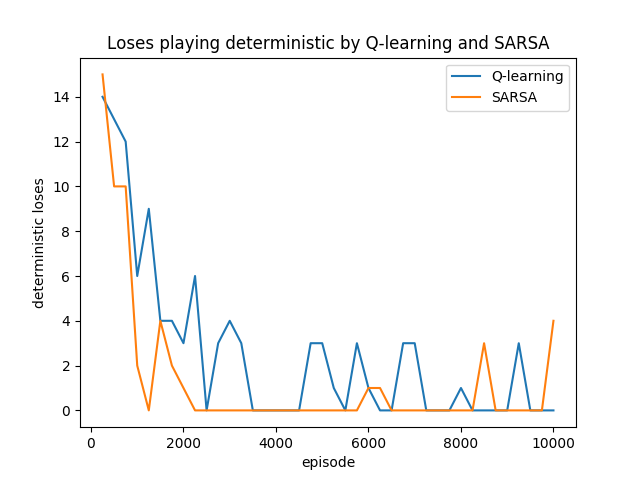 Loses playing deterministic by Q-learning and SARSA
Q-learning
SARSA
deterministic loses
14
12
10
8
6
4
2
0
0 2000 4000 6000 8000 10000
episode